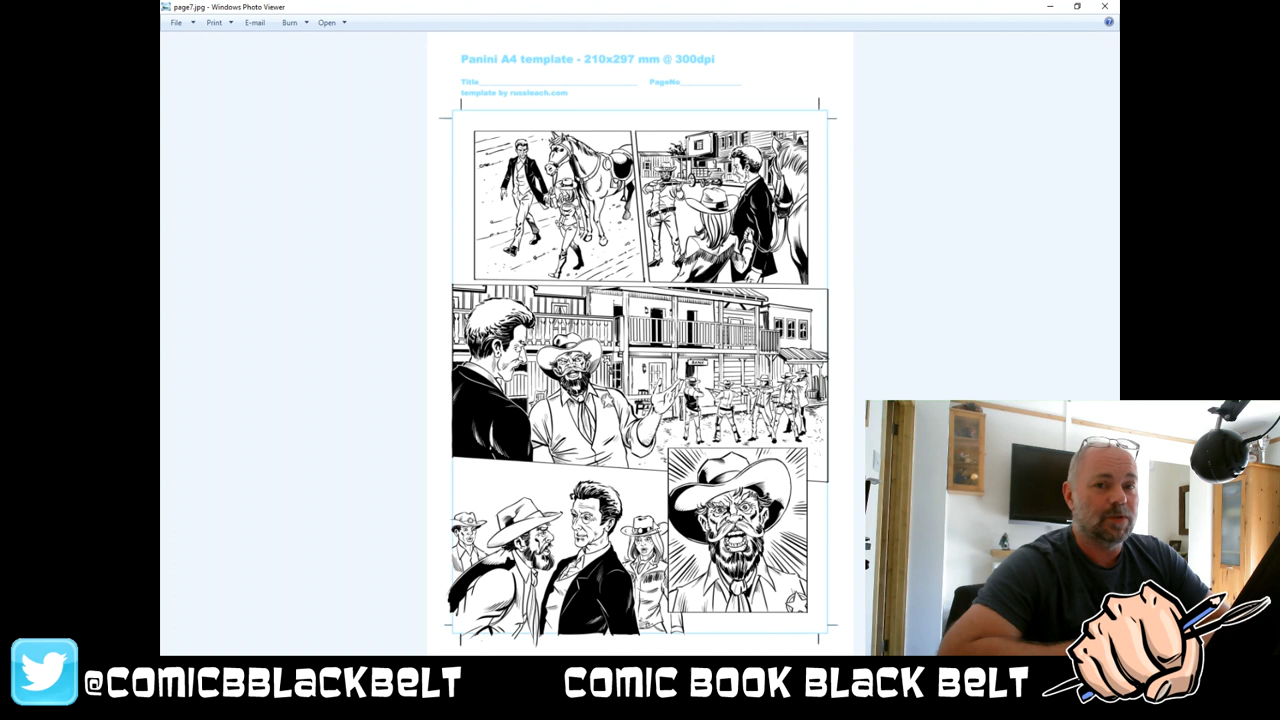 page7.jpg - Windows Photo Viewer
File Print E-mail Burn Open
Panini A4 template - 210x297 mm @ 300dpi
Title PageNo
template by russleach.com
@COMICBBLACKBELT COMIC BOOK BLACK BELT